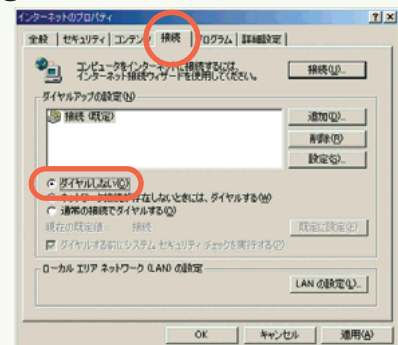 インターネットのプロパティ
全般 セキュリティ コンテンツ 接続 プログラム 詳細設定
コンピュータをインターネットに接続するには、
インターネット接続ウィザードを使用してください。
接続(U)...
ダイヤルアップの設定(N)
接続 (既定)
追加(D)...
削除(R)
設定(S)...
ダイヤルしない(C)
ネットワーク接続が存在しないときには、ダイヤルする(W)
通常の接続でダイヤルする(O)
現在の既定値: 接続
既定に設定(E)
ダイヤルする前にシステム セキュリティ チェックを実行する(P)
ローカル エリア ネットワーク (LAN) の設定
LAN の設定(L)...
OK キャンセル 適用(A)